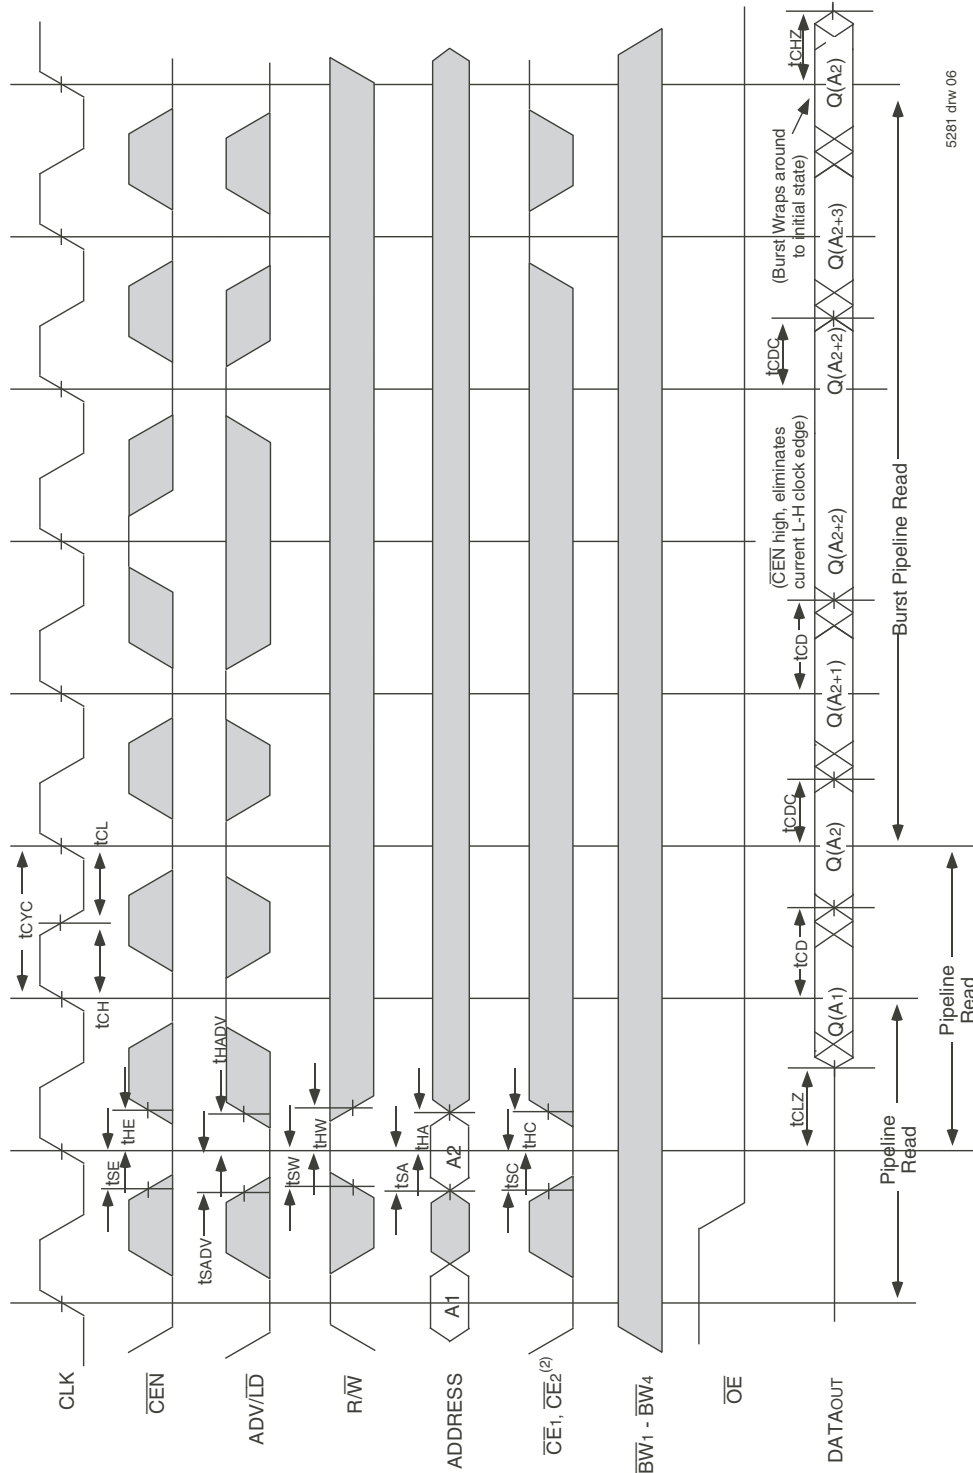 tCYC
tCH
tCL
CLK
tSE
tHE
CEN
tSADV
tHADV
ADV/LD
tSW
tHW
R/W
tSA
tHA
A1
A2
ADDRESS
tSC
tHC
CE1, CE2(2)
BW1 - BW4
OE
tCLZ
tCD
tCDC
tCD
(CEN high, eliminates
current L-H clock edge)
tCDC
(Burst Wraps around
to initial state)
tCHZ
DATAOUT
Q(A1)
Q(A2)
Q(A2+1)
Q(A2+2)
Q(A2+2)
Q(A2+3)
Q(A2)
Pipeline
Read
Pipeline
Read
Burst Pipeline Read
5281 drw 06